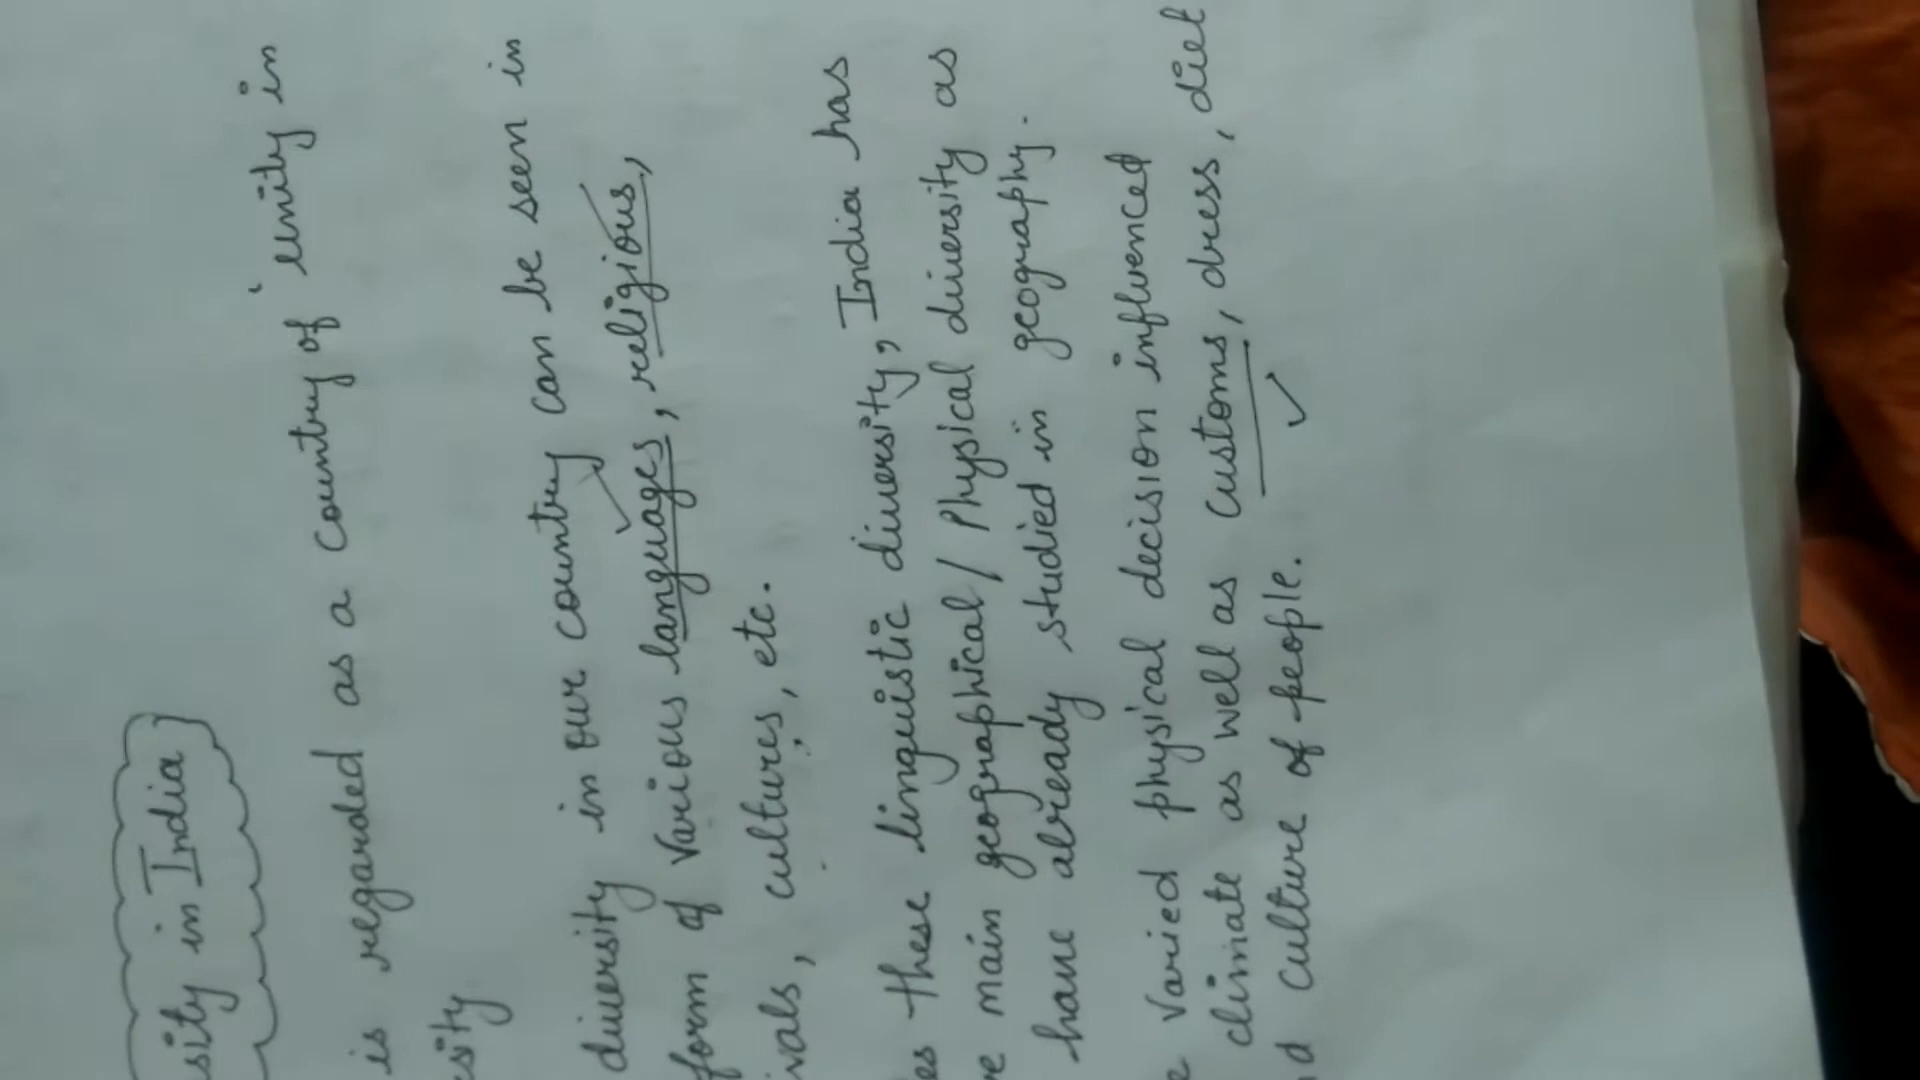 sity in India
is regarded as a country of 'unity in
sity
diversity in our country can be seen in
form of various languages, religious,
vals, cultures, etc.
es these linguistic diversity, India has
e main geographical / Physical diversity as
have already studied in geography.
e varied physical decision influenced
climate as well as customs, dress, diet
d culture of people.